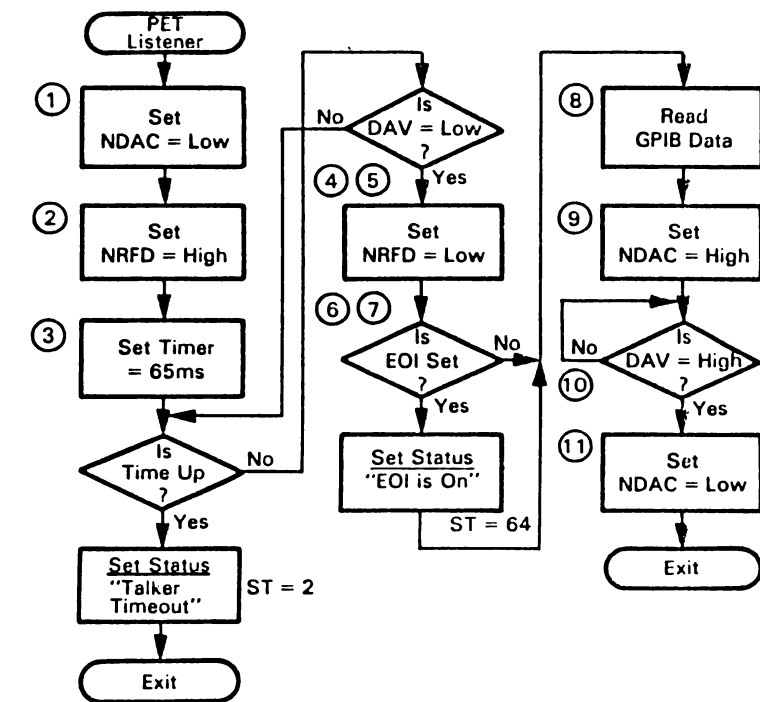 PET
Listener
1
Set
NDAC = Low
2
Set
NRFD = High
3
Set Timer
= 65ms
Is
Time Up
?
No
Yes
Set Status
"Talker
Timeout"
ST = 2
Exit
Is
DAV = Low
?
No
Yes
4 5
Set
NRFD = Low
6 7
Is
EOI Set
?
No
Yes
Set Status
"EOI is On"
ST = 64
8
Read
GPIB Data
9
Set
NDAC = High
Is
DAV = High
?
No
10
Yes
11
Set
NDAC = Low
Exit